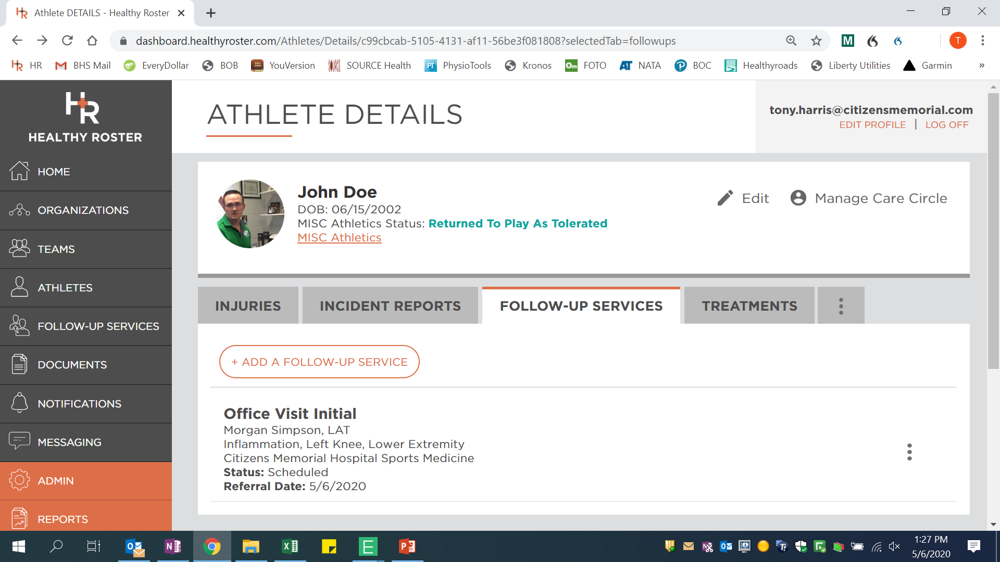 Athlete DETAILS - Healthy Roster
dashboard.healthyroster.com/Athletes/Details/c99cbcab-5105-4131-af11-56be3f081808?selectedTab=followups
T
HR BHS Mail EveryDollar BOB YouVersion SOURCE Health PhysioTools Kronos FOTO NATA BOC Healthyroads Liberty Utilities Garmin »
HR
HEALTHY ROSTER
HOME
ORGANIZATIONS
TEAMS
ATHLETES
FOLLOW-UP SERVICES
DOCUMENTS
NOTIFICATIONS
MESSAGING
ADMIN
REPORTS
ATHLETE DETAILS
tony.harris@citizensmemorial.com
EDIT PROFILE | LOG OFF
John Doe
DOB: 06/15/2002
MISC Athletics Status: Returned To Play As Tolerated
MISC Athletics
Edit Manage Care Circle
INJURIES INCIDENT REPORTS FOLLOW-UP SERVICES TREATMENTS
+ ADD A FOLLOW-UP SERVICE
Office Visit Initial
Morgan Simpson, LAT
Inflammation, Left Knee, Lower Extremity
Citizens Memorial Hospital Sports Medicine
Status: Scheduled
Referral Date: 5/6/2020
1:27 PM
5/6/2020